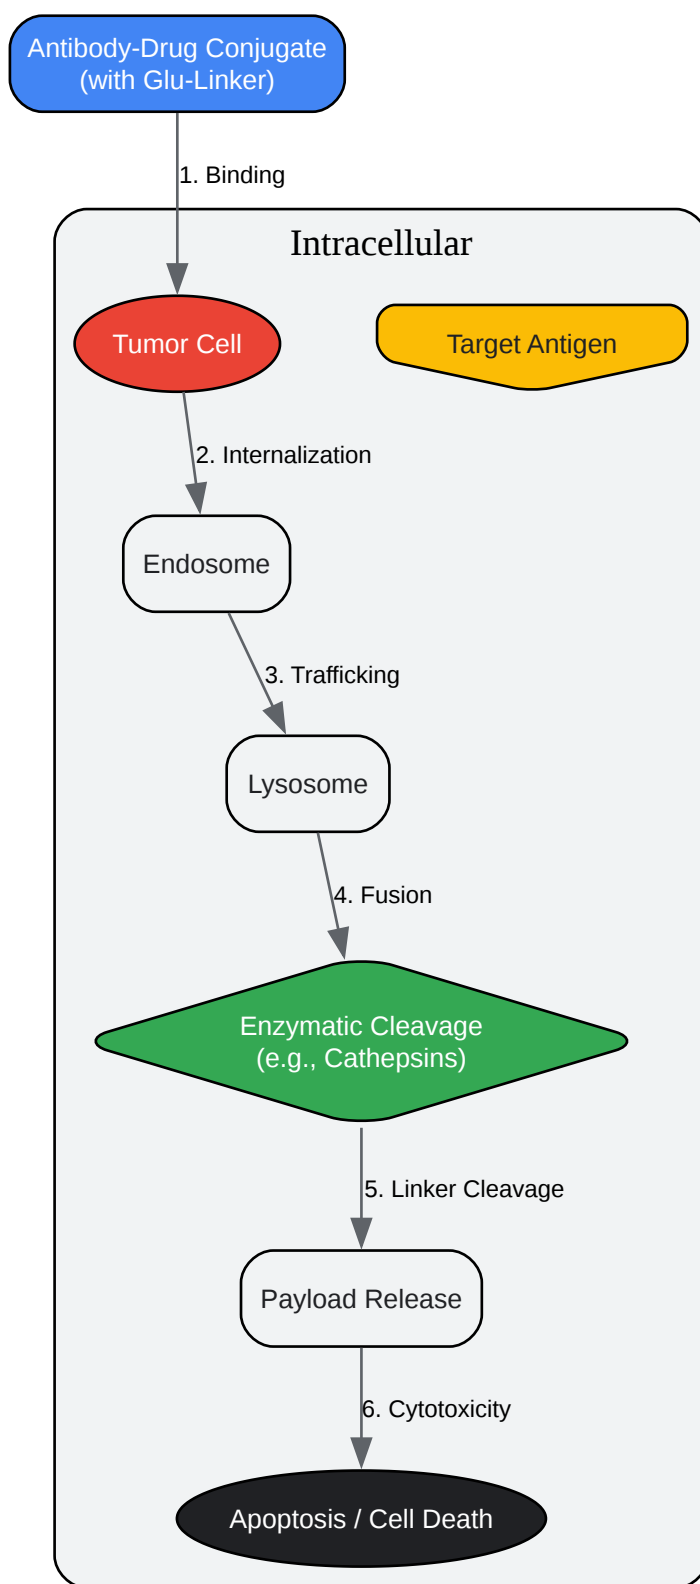 Antibody-Drug Conjugate
(with Glu-Linker)
1. Binding
Intracellular
Tumor Cell
Target Antigen
2. Internalization
Endosome
3. Trafficking
Lysosome
4. Fusion
Enzymatic Cleavage
(e.g., Cathepsins)
5. Linker Cleavage
Payload Release
6. Cytotoxicity
Apoptosis / Cell Death